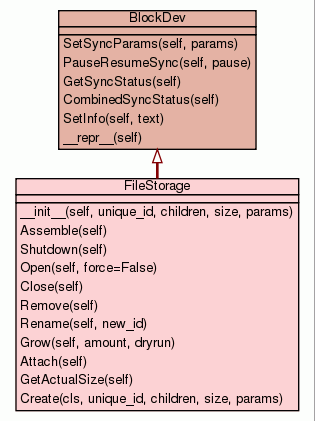 BlockDev
SetSyncParams(self, params)
PauseResumeSync(self, pause)
GetSyncStatus(self)
CombinedSyncStatus(self)
SetInfo(self, text)
__repr__(self)
FileStorage
__init__(self, unique_id, children, size, params)
Assemble(self)
Shutdown(self)
Open(self, force=False)
Close(self)
Remove(self)
Rename(self, new_id)
Grow(self, amount, dryrun)
Attach(self)
GetActualSize(self)
Create(cls, unique_id, children, size, params)